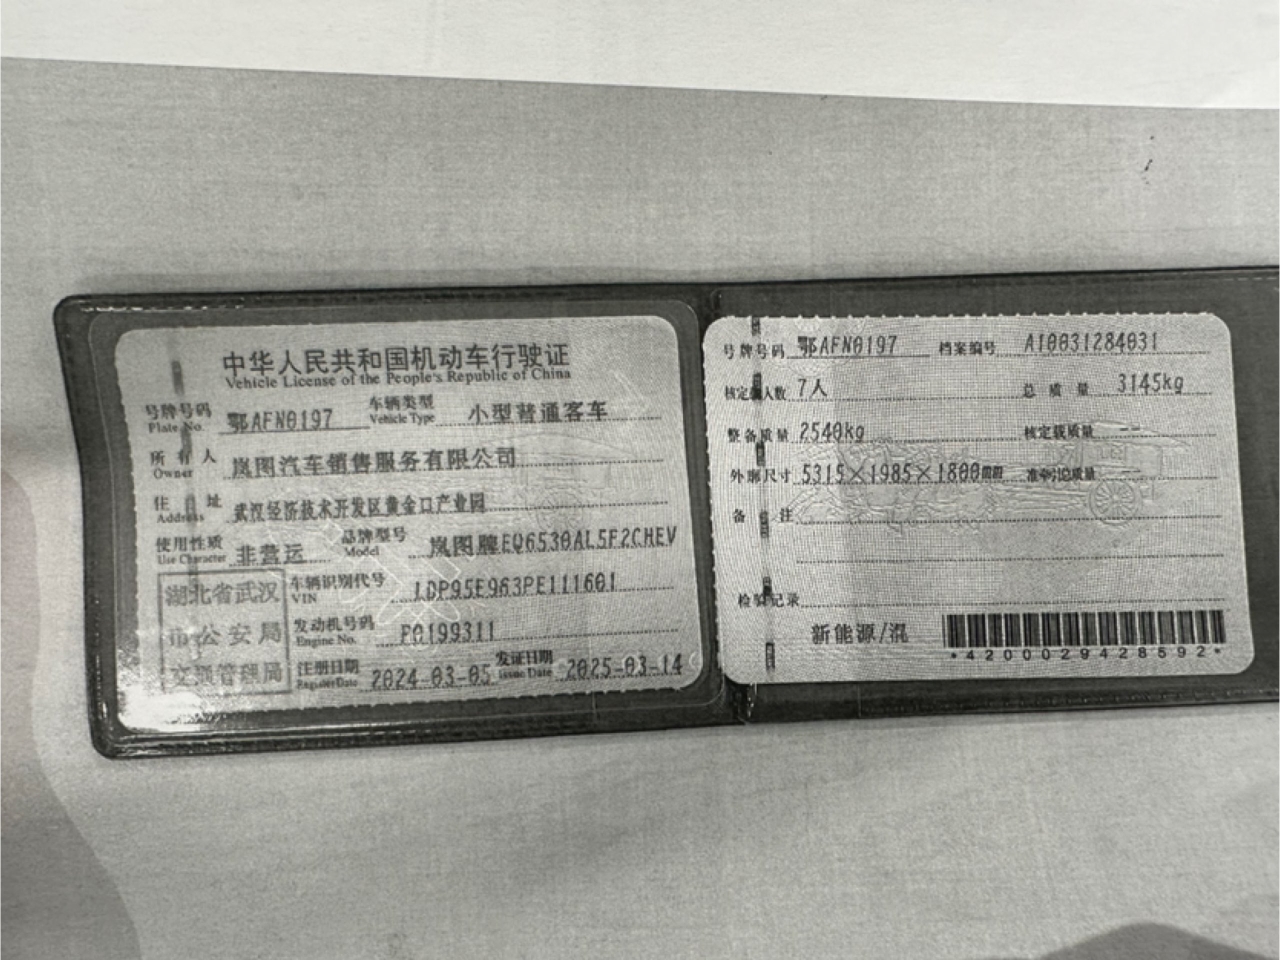 中华人民共和国机动车行驶证
Vehicle License of the People's Republic of China
号牌号码 Plate No. 鄂AFN0197 车辆类型 Vehicle Type 小型普通客车
所有人 Owner 岚图汽车销售服务有限公司
住址 Address 武汉经济技术开发区黄金口产业园
使用性质 Use Character 非营运 品牌型号 Model 岚图牌EQ6530AL5F2CHEV
湖北省武汉市公安局交通管理局
车辆识别代号 VIN LDP95E963PE111601
发动机号码 Engine No. F0199311
注册日期 Register Date 2024-03-05 发证日期 Issue Date 2025-03-14
号牌号码 鄂AFN0197 档案编号 A10031284031
核定载人数 7人 总质量 3145kg
整备质量 2540kg 核定载质量 --
外廓尺寸 5315×1985×1800mm 准牵引总质量 --
备注
检验记录
新能源/混
*4200029428592*